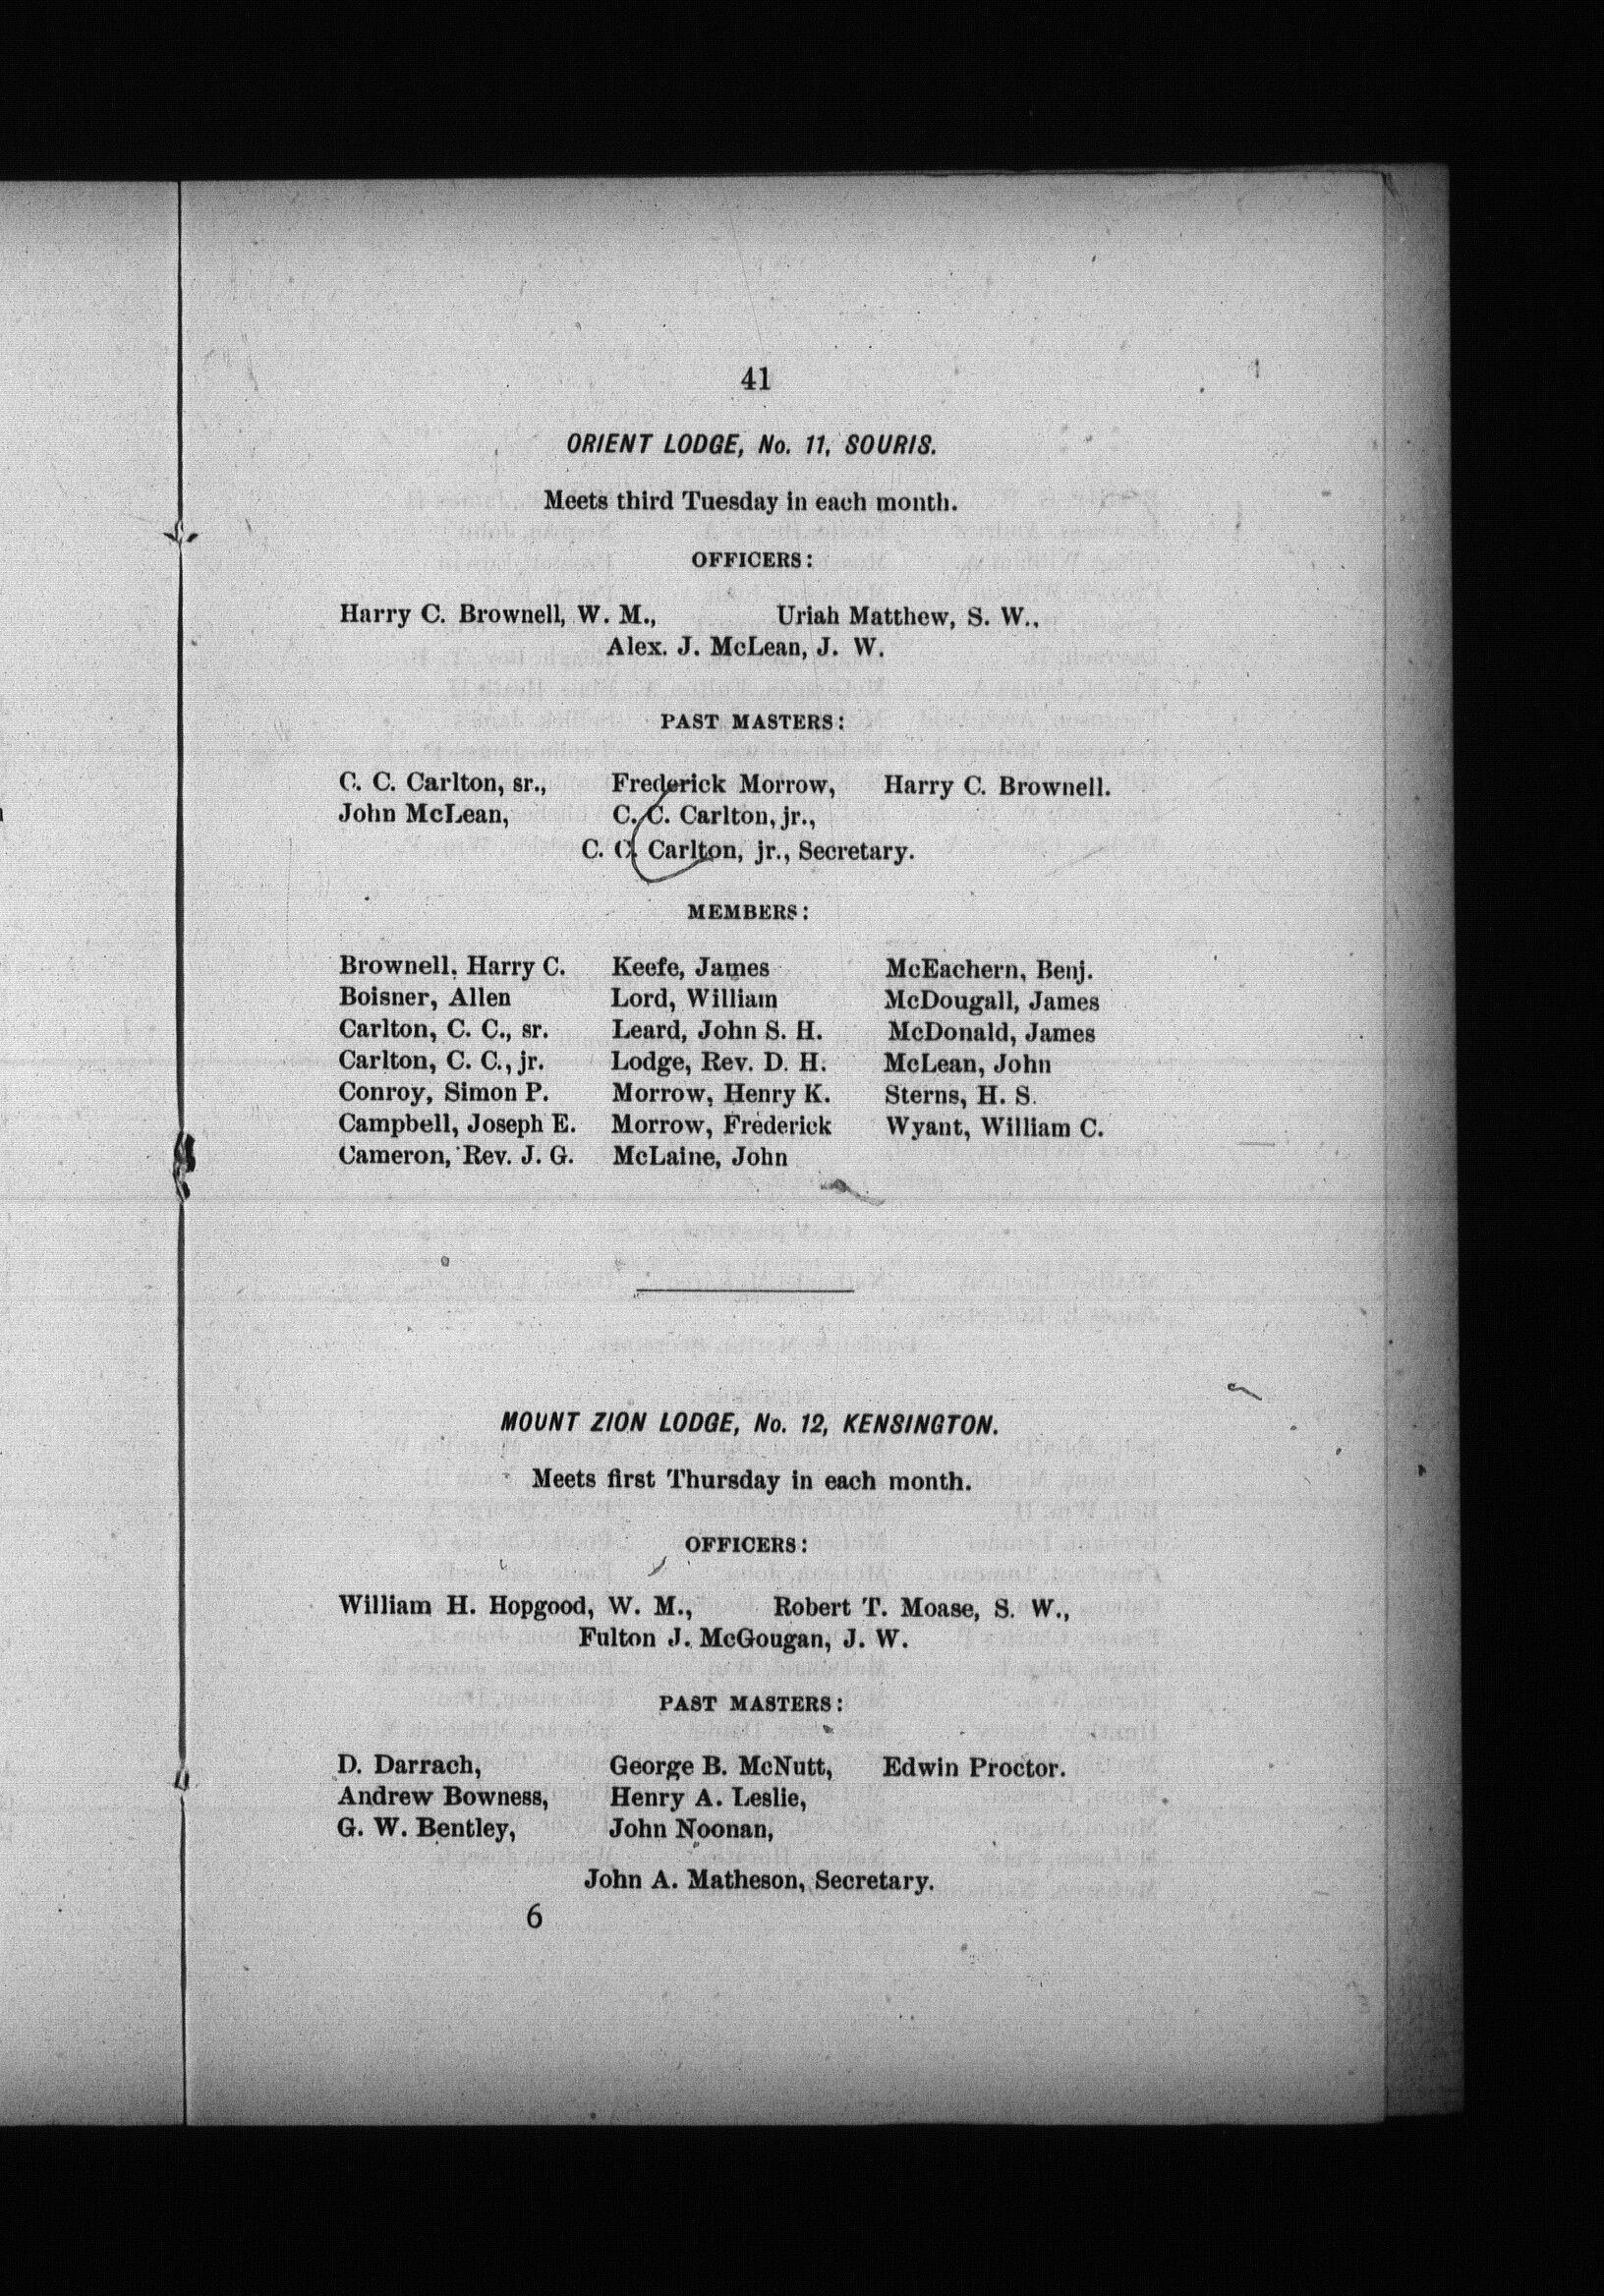 41
ORIENT LODGE, No. 11, SOURIS.
Meets third Tuesday in each month.
OFFICERS:
Harry C. Brownell, W. M., Uriah Matthew, S. W.,
Alex. J. McLean, J. W.
PAST MASTERS:
C. C. Carlton, sr., Frederick Morrow, Harry C. Brownell.
John McLean, C. C. Carlton, jr.,
C. C. Carlton, jr., Secretary.
MEMBERS:
Brownell, Harry C. Keefe, James McEachern, Benj.
Boisner, Allen Lord, William McDougall, James
Carlton, C. C., sr. Leard, John S. H. McDonald, James
Carlton, C. C., jr. Lodge, Rev. D. H. McLean, John
Conroy, Simon P. Morrow, Henry K. Sterns, H. S.
Campbell, Joseph E. Morrow, Frederick Wyant, William C.
Cameron, Rev. J. G. McLaine, John
MOUNT ZION LODGE, No. 12, KENSINGTON.
Meets first Thursday in each month.
OFFICERS:
William H. Hopgood, W. M., Robert T. Moase, S. W.,
Fulton J. McGougan, J. W.
PAST MASTERS:
D. Darrach, George B. McNutt, Edwin Proctor.
Andrew Bowness, Henry A. Leslie,
G. W. Bentley, John Noonan,
John A. Matheson, Secretary.
6